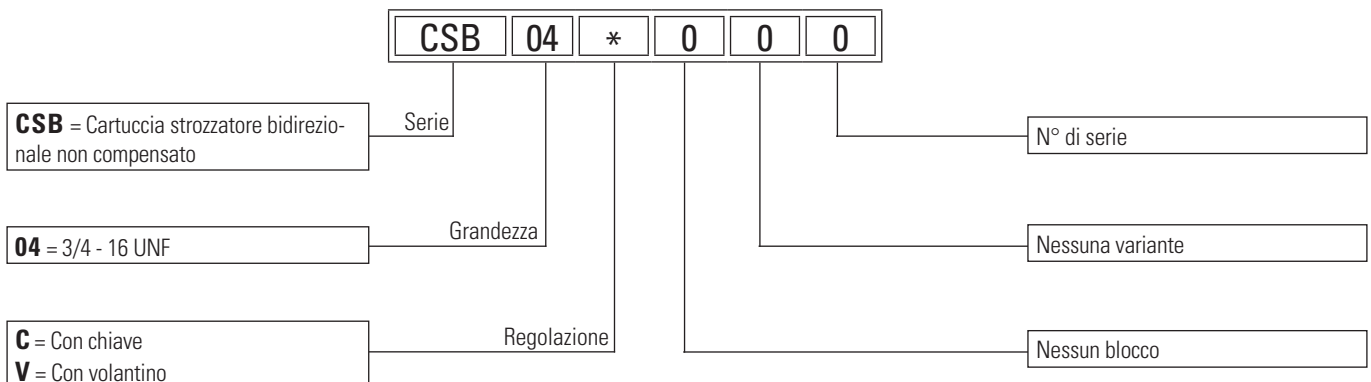 CSB 04 * 0 0 0
CSB = Cartuccia strozzatore bidirezio-
nale non compensato
Serie
N° di serie
04 = 3/4 - 16 UNF
Grandezza
Nessuna variante
C = Con chiave
V = Con volantino
Regolazione
Nessun blocco